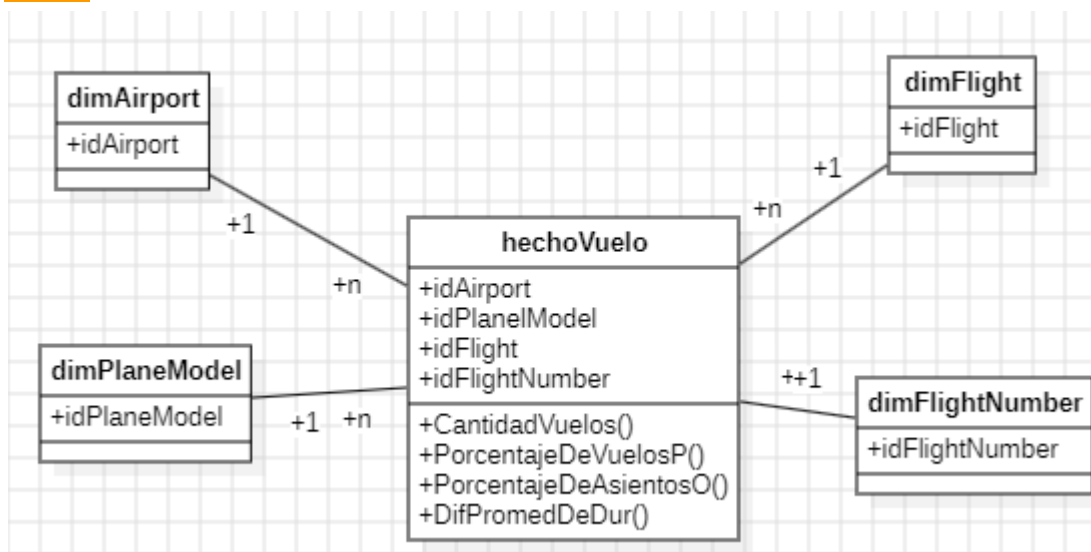 dimAirport
+idAirport
+1
+n
dimFlight
+idFlight
+1
+n
hechoVuelo
+idAirport
+idPlanelModel
+idFlight
+idFlightNumber
+CantidadVuelos()
+PorcentajeDeVuelosP()
+PorcentajeDeAsientosO()
+DifPromedDeDur()
dimPlaneModel
+idPlaneModel
+1
+n
++1
dimFlightNumber
+idFlightNumber